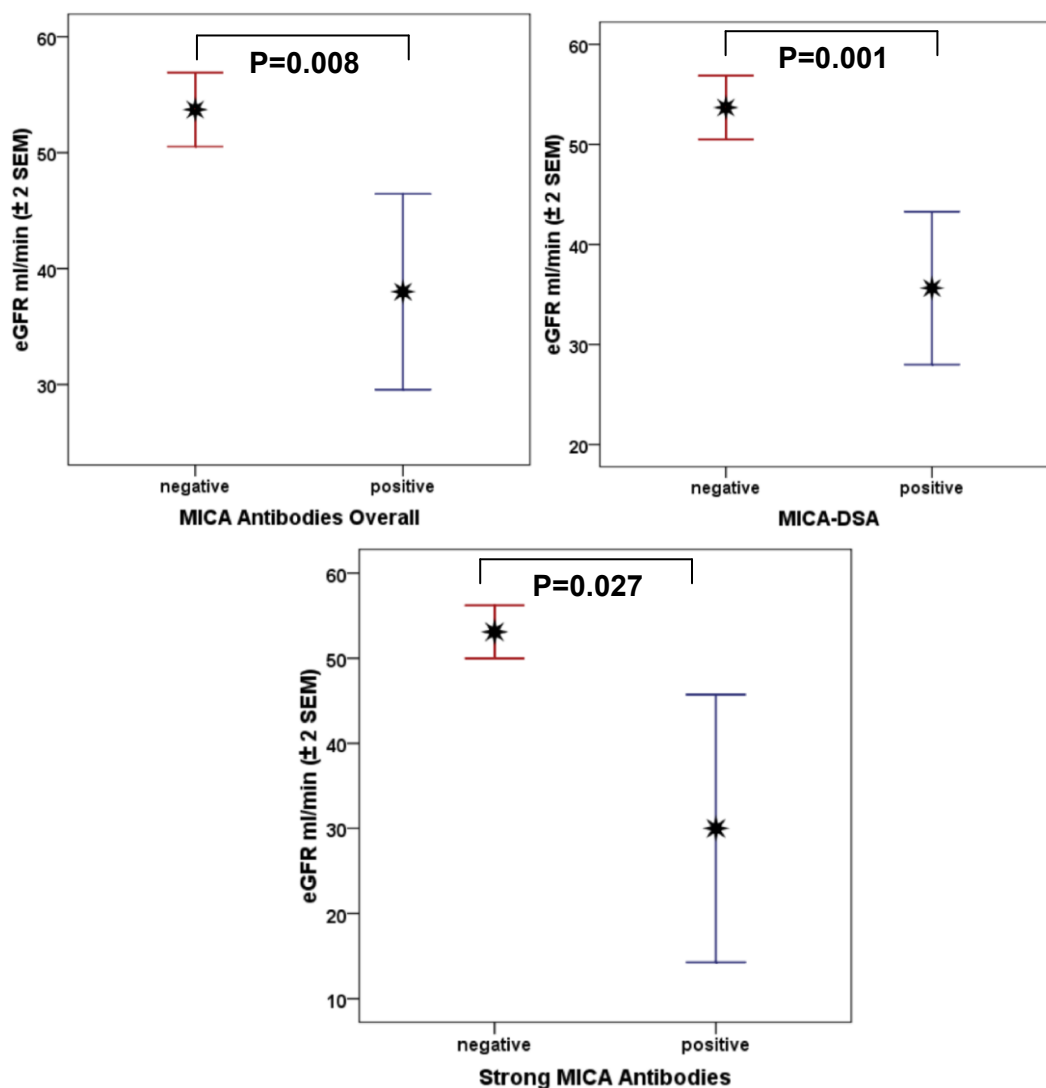 P=0.008
eGFR ml/min (± 2 SEM)
60
50
40
30
negative positive
MICA Antibodies Overall
P=0.001
eGFR ml/min (± 2 SEM)
60
50
40
30
20
negative positive
MICA-DSA
P=0.027
eGFR ml/min (± 2 SEM)
60
50
40
30
20
10
negative positive
Strong MICA Antibodies